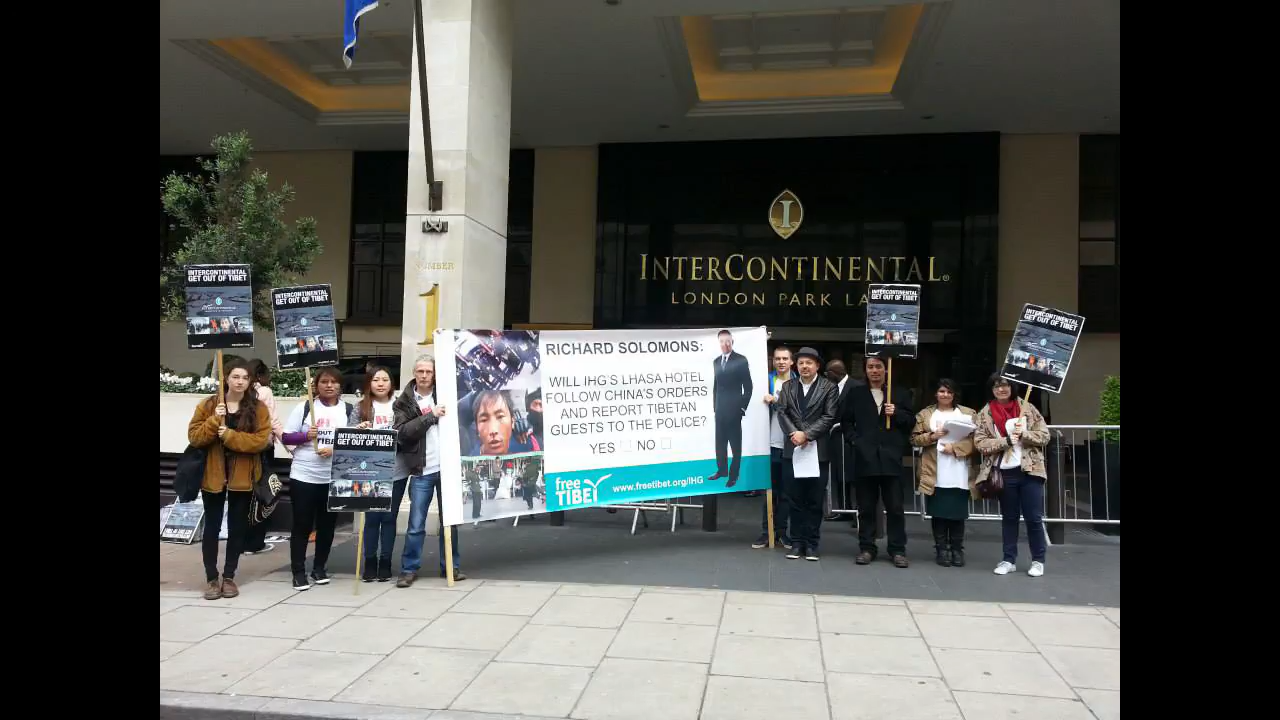 INTERCONTINENTAL
LONDON PARK LA
NUMBER
1
INTERCONTINENTAL
GET OUT OF TIBET
INTERCONTINENTAL
GET OUT OF TIBET
INTERCONTINENTAL
GET OUT OF TIBET
INTERCONTINENTAL
GET OUT OF TIBET
INTERCONTINENTAL
GET OUT OF TIBET
RICHARD SOLOMONS:
WILL IHG'S LHASA HOTEL
FOLLOW CHINA'S ORDERS
AND REPORT TIBETAN
GUESTS TO THE POLICE?
YES NO
free
TIBET
www.freetibet.org/IHG